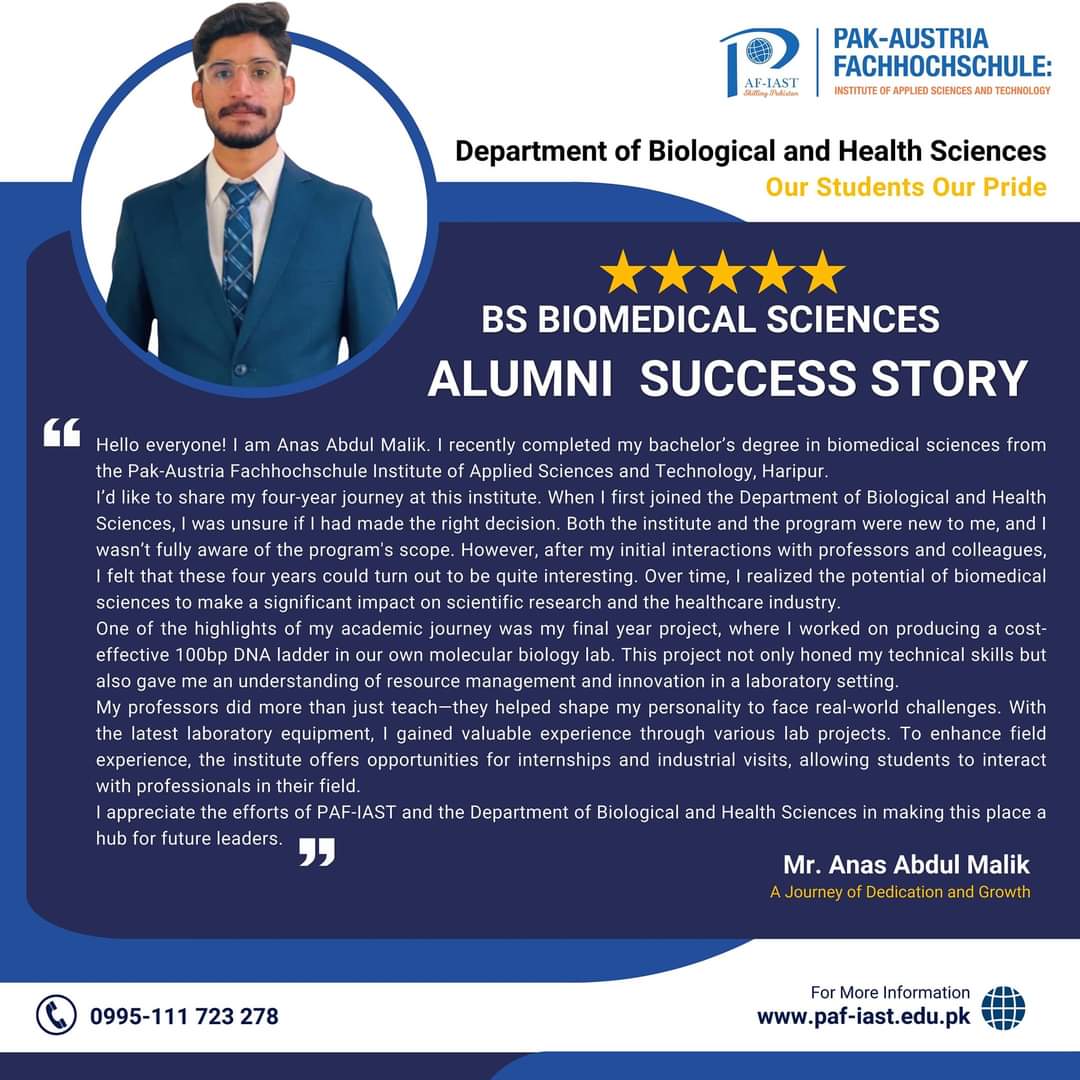 PAF-IAST
Skilling Pakistan
PAK-AUSTRIA
FACHHOCHSCHULE:
INSTITUTE OF APPLIED SCIENCES AND TECHNOLOGY
Department of Biological and Health Sciences
Our Students Our Pride
BS BIOMEDICAL SCIENCES
ALUMNI SUCCESS STORY
“
Hello everyone! I am Anas Abdul Malik. I recently completed my bachelor’s degree in biomedical sciences from
the Pak-Austria Fachhochschule Institute of Applied Sciences and Technology, Haripur.
I’d like to share my four-year journey at this institute. When I first joined the Department of Biological and Health
Sciences, I was unsure if I had made the right decision. Both the institute and the program were new to me, and I
wasn’t fully aware of the program's scope. However, after my initial interactions with professors and colleagues,
I felt that these four years could turn out to be quite interesting. Over time, I realized the potential of biomedical
sciences to make a significant impact on scientific research and the healthcare industry.
One of the highlights of my academic journey was my final year project, where I worked on producing a cost-
effective 100bp DNA ladder in our own molecular biology lab. This project not only honed my technical skills but
also gave me an understanding of resource management and innovation in a laboratory setting.
My professors did more than just teach—they helped shape my personality to face real-world challenges. With
the latest laboratory equipment, I gained valuable experience through various lab projects. To enhance field
experience, the institute offers opportunities for internships and industrial visits, allowing students to interact
with professionals in their field.
I appreciate the efforts of PAF-IAST and the Department of Biological and Health Sciences in making this place a
hub for future leaders.
”
Mr. Anas Abdul Malik
A Journey of Dedication and Growth
0995-111 723 278
For More Information
www.paf-iast.edu.pk